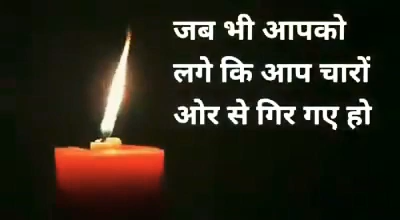 जब भी आपको
लगे कि आप चारों
ओर से गिर गए हो